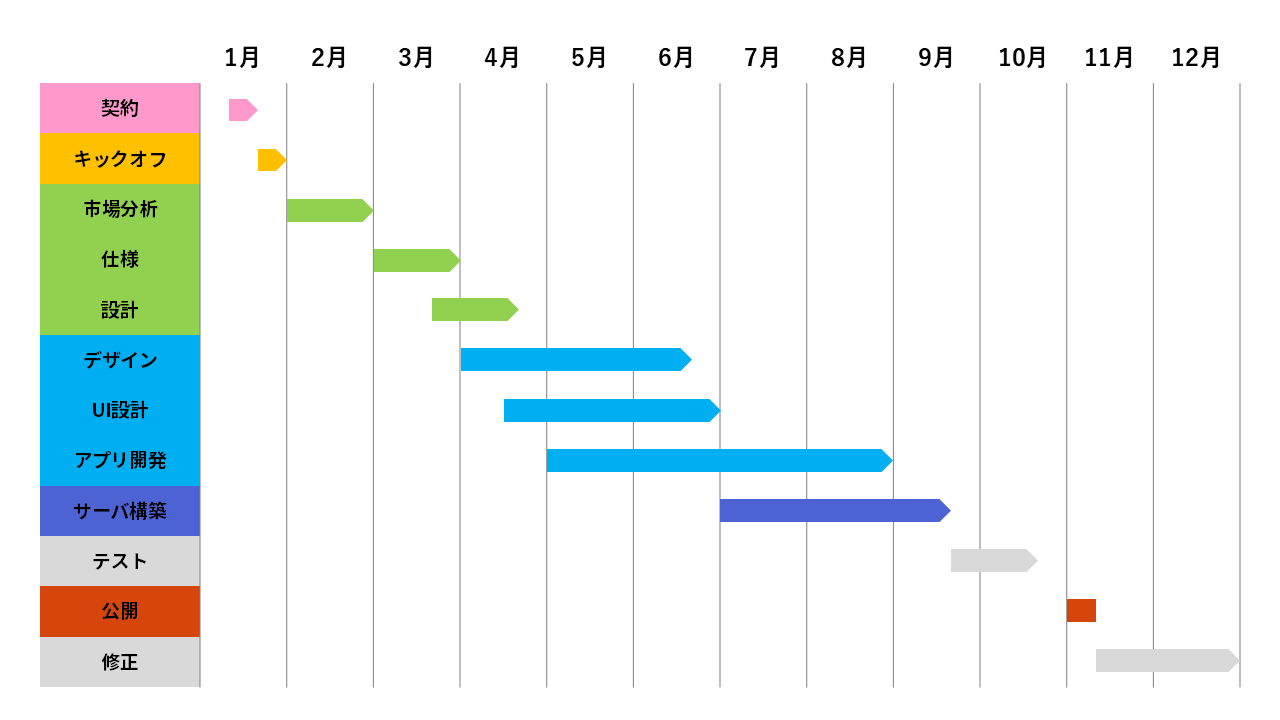 1月 2月 3月 4月 5月 6月 7月 8月 9月 10月 11月 12月
契約
キックオフ
市場分析
仕様
設計
デザイン
UI設計
アプリ開発
サーバ構築
テスト
公開
修正